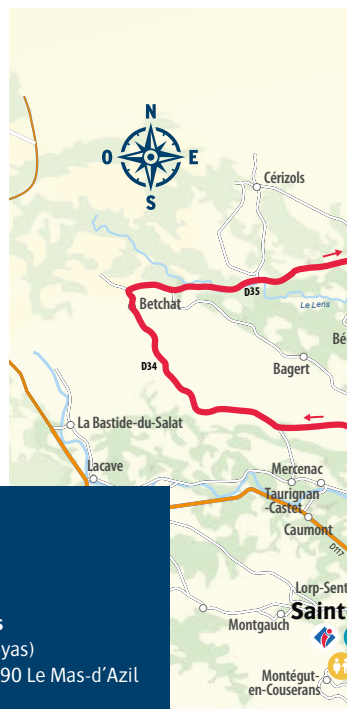 N
O E
S
Cérizols
Le Lens
D35
Betchat
Bé
Bagert
D34
La Bastide-du-Salat
Lacave
Mercenac
Taurignan
-Castet
Caumont
D117
Lorp-Sent
Saint
Montgauch
Montégut-
en-Couserans
s
yas)
90 Le Mas-d’Azil